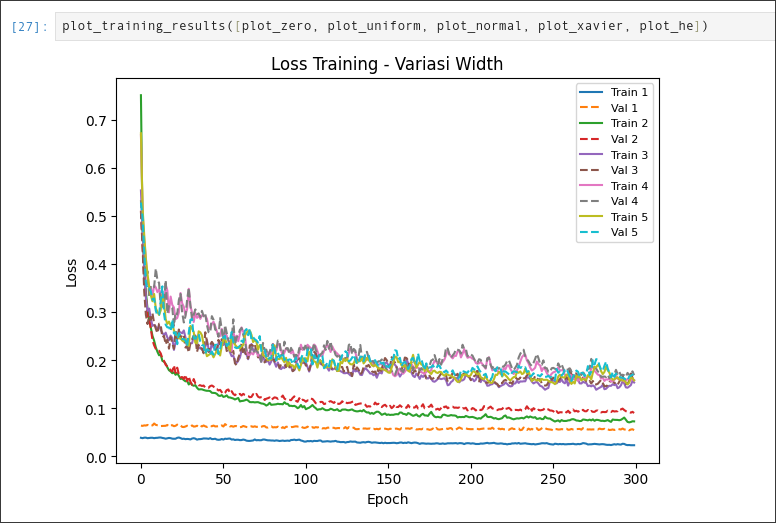 [27]: plot_training_results([plot_zero, plot_uniform, plot_normal, plot_xavier, plot_he])
Loss Training - Variasi Width
Train 1
Val 1
Train 2
Val 2
Train 3
Val 3
Train 4
Val 4
Train 5
Val 5
0.7
0.6
0.5
0.4
0.3
0.2
0.1
0.0
Loss
0 50 100 150 200 250 300
Epoch